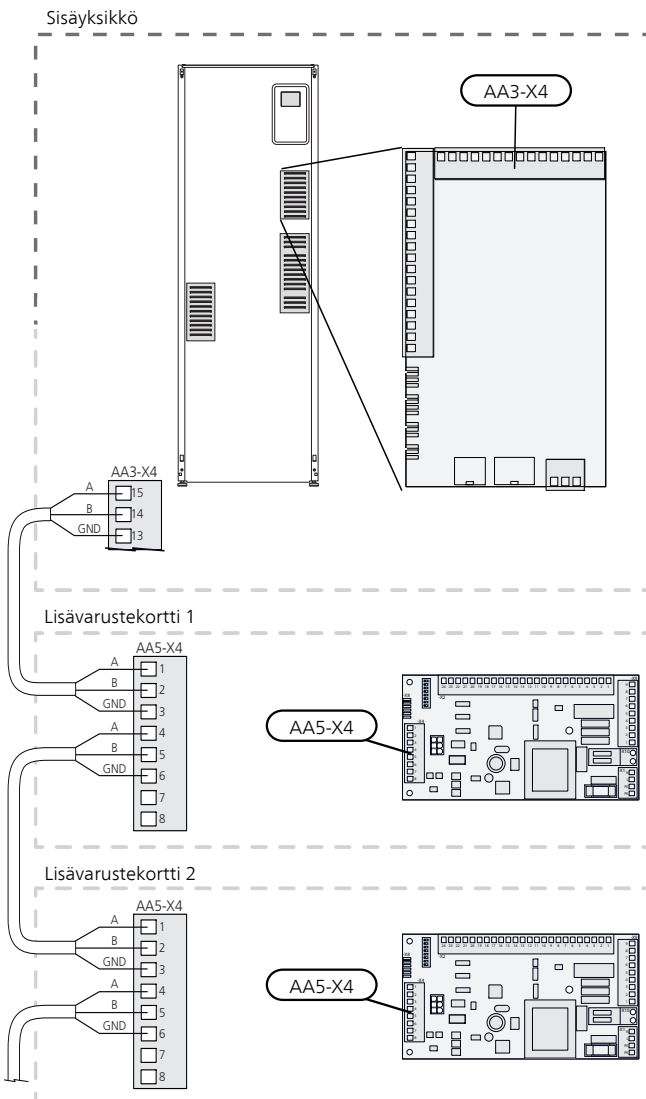 Sisäyksikkö
AA3-X4
AA3-X4
A
15
B
14
GND
13
Lisävarustekortti 1
AA5-X4
A
1
B
2
GND
3
A
4
B
5
GND
6
7
8
AA5-X4
Lisävarustekortti 2
AA5-X4
A
1
B
2
GND
3
A
4
B
5
GND
6
7
8
AA5-X4